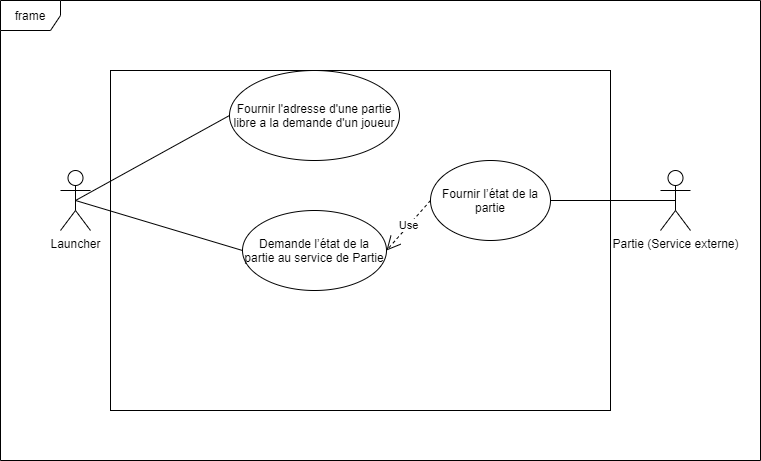 frame
Fournir l'adresse d'une partie
libre a la demande d'un joueur
Fournir l’état de la
partie
Use
Launcher
Demande l’état de la
partie au service de Partie
Partie (Service externe)